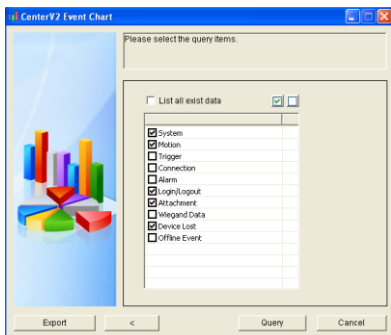 CenterV2 Event Chart
Please select the query items.
List all exist data
System
Motion
Trigger
Connection
Alarm
Login/Logout
Attachment
Wiegand Data
Device Lost
Offline Event
Export < Query Cancel